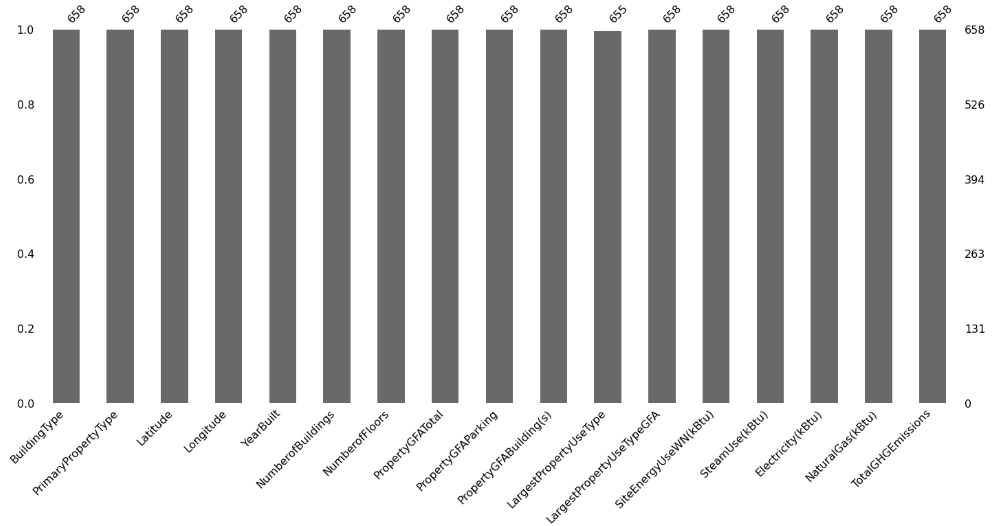 658 658 658 658 658 658 658 658 658 658 655 658 658 658 658 658 658
1.0 658
0.8 526
0.6 394
0.4 263
0.2 131
0.0 0
BuildingType
PrimaryPropertyType
Latitude
Longitude
YearBuilt
NumberofBuildings
NumberofFloors
PropertyGFATotal
PropertyGFAParking
PropertyGFABuilding(s)
LargestPropertyUseType
LargestPropertyUseTypeGFA
SiteEnergyUseWN(kBtu)
SteamUse(kBtu)
Electricity(kBtu)
NaturalGas(kBtu)
TotalGHGEmissions